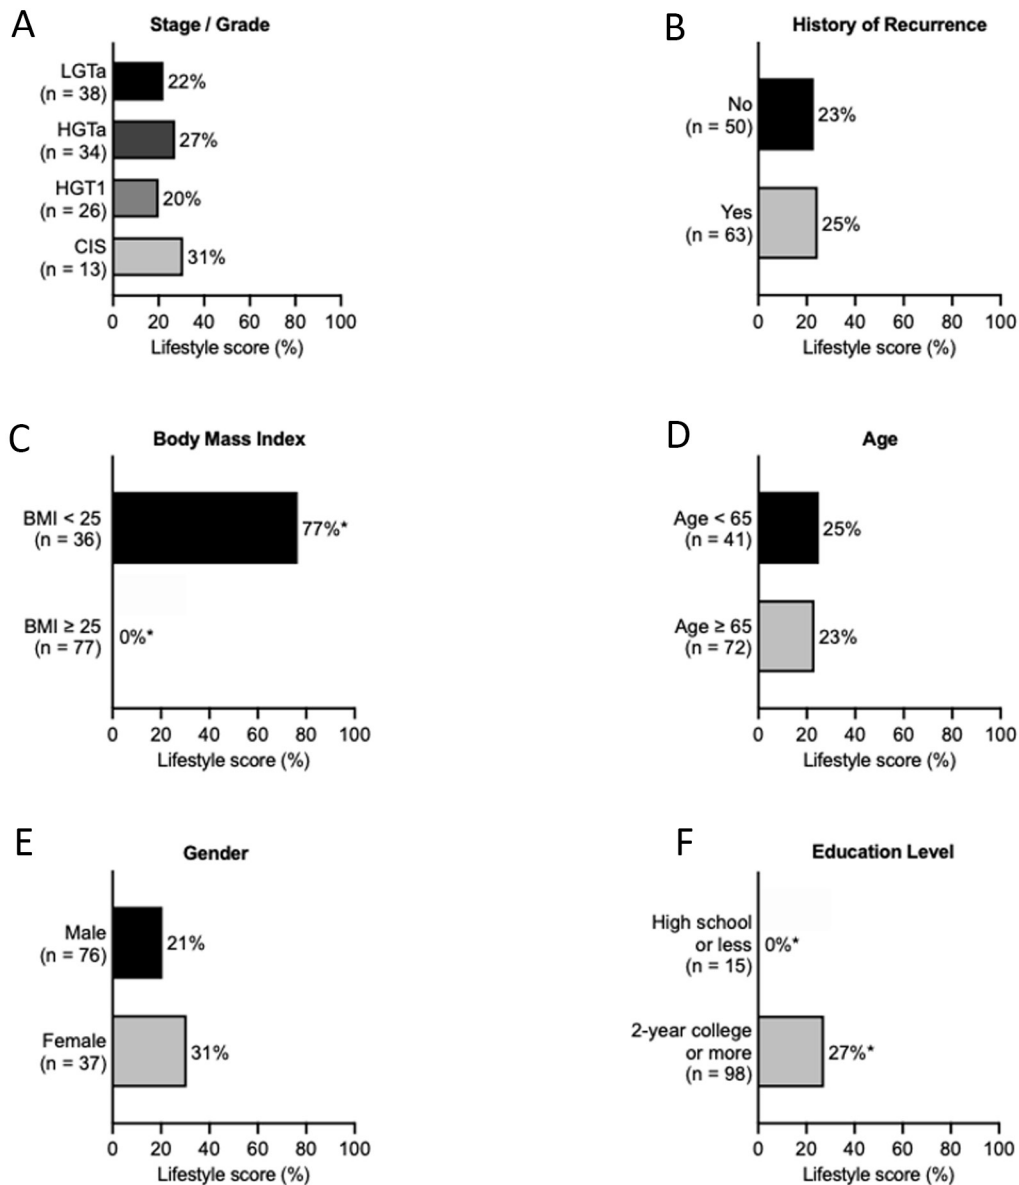 A
Stage / Grade
LGTa
(n = 38)
22%
HGTa
(n = 34)
27%
HGT1
(n = 26)
20%
CIS
(n = 13)
31%
0 20 40 60 80 100
Lifestyle score (%)
B
History of Recurrence
No
(n = 50)
23%
Yes
(n = 63)
25%
0 20 40 60 80 100
Lifestyle score (%)
C
Body Mass Index
BMI < 25
(n = 36)
77%*
BMI ≥ 25
(n = 77)
0%*
0 20 40 60 80 100
Lifestyle score (%)
D
Age
Age < 65
(n = 41)
25%
Age ≥ 65
(n = 72)
23%
0 20 40 60 80 100
Lifestyle score (%)
E
Gender
Male
(n = 76)
21%
Female
(n = 37)
31%
0 20 40 60 80 100
Lifestyle score (%)
F
Education Level
High school
or less
(n = 15)
0%*
2-year college
or more
(n = 98)
27%*
0 20 40 60 80 100
Lifestyle score (%)